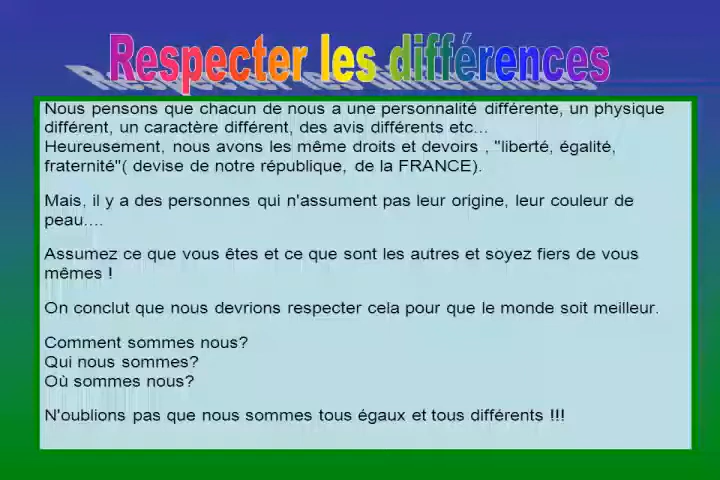 Respecter les différences
Nous pensons que chacun de nous a une personnalité différente, un physique
différent, un caractère différent, des avis différents etc...
Heureusement, nous avons les même droits et devoirs , "liberté, égalité,
fraternité"( devise de notre république, de la FRANCE).
Mais, il y a des personnes qui n'assument pas leur origine, leur couleur de
peau....
Assumez ce que vous êtes et ce que sont les autres et soyez fiers de vous
mêmes !
On conclut que nous devrions respecter cela pour que le monde soit meilleur.
Comment sommes nous?
Qui nous sommes?
Où sommes nous?
N'oublions pas que nous sommes tous égaux et tous différents !!!